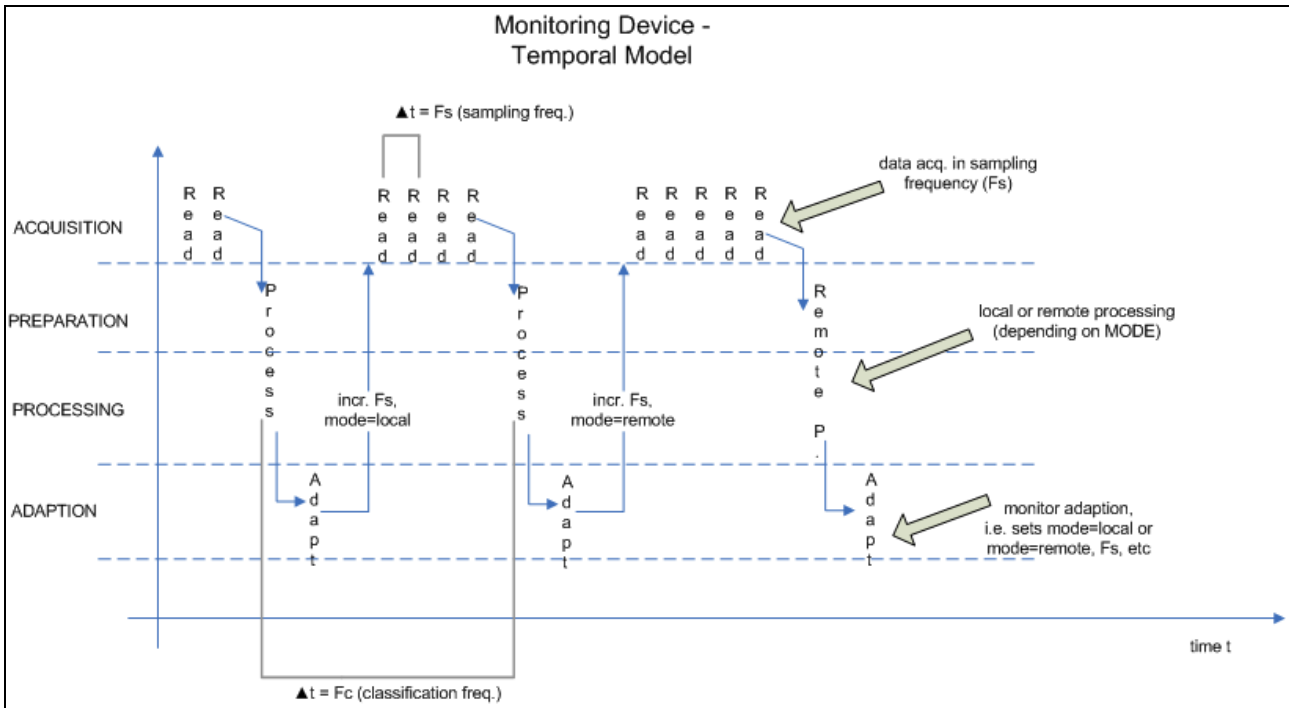 Monitoring Device -
Temporal Model
▲t = Fs (sampling freq.)
data acq. in sampling
frequency (Fs)
ACQUISITION
Read
Read
Read
Read
Read
Read
Read
Read
Read
Read
Read
PREPARATION
Process
Process
Remote P.
local or remote processing
(depending on MODE)
PROCESSING
incr. Fs,
mode=local
incr. Fs,
mode=remote
ADAPTION
Adapt
Adapt
Adapt
monitor adaption,
i.e. sets mode=local or
mode=remote, Fs, etc
time t
▲t = Fc (classification freq.)